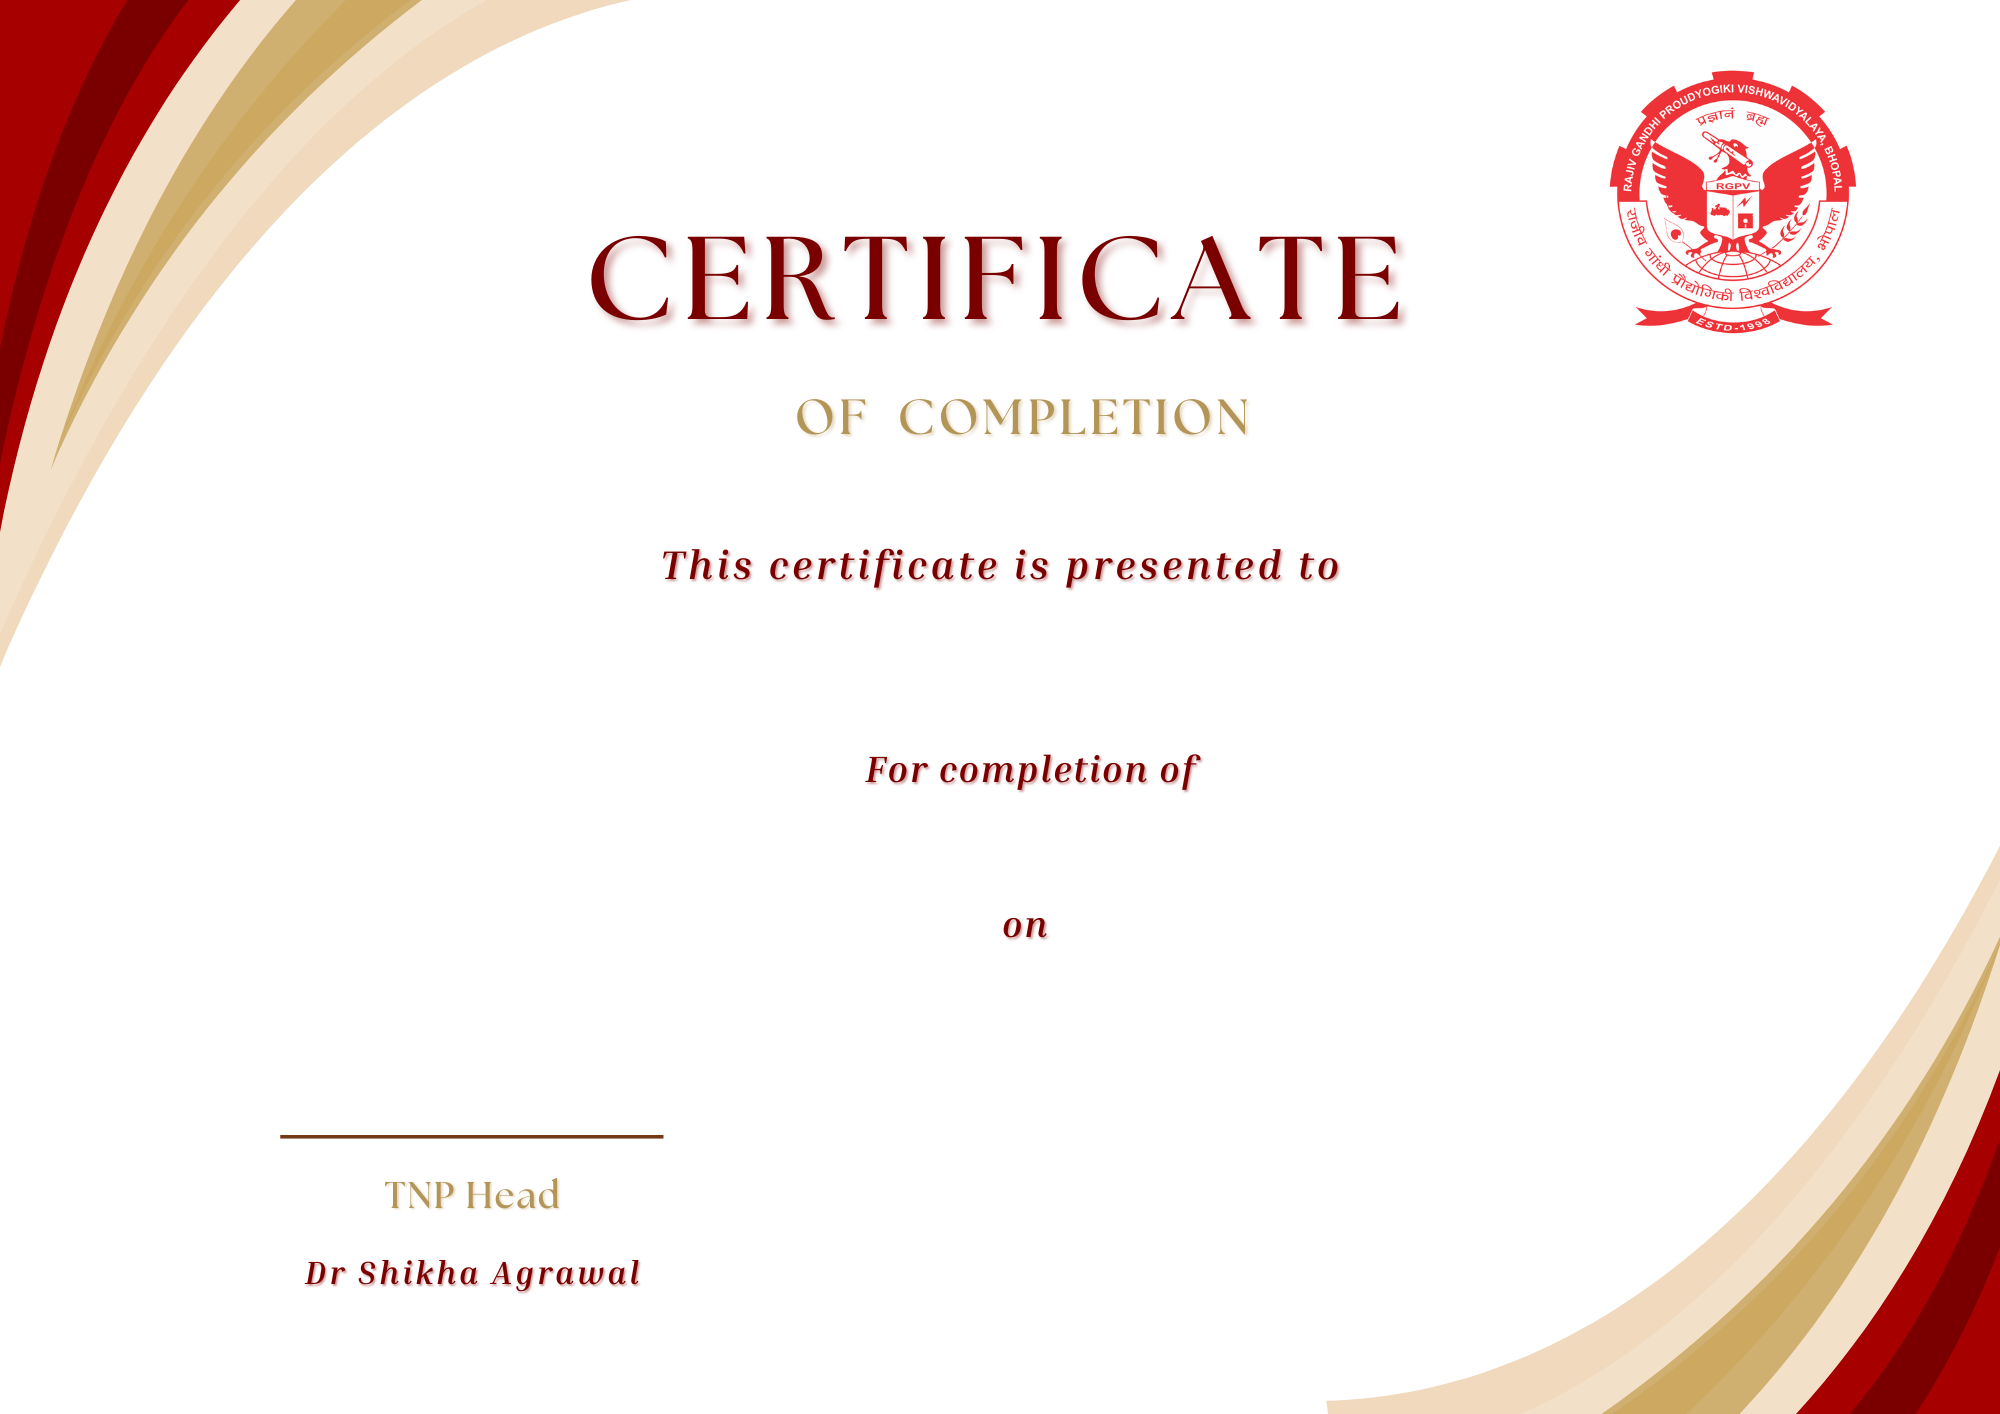 RAJIV GANDHI PROUDYOGIKI VISHWAVIDYALAYA, BHOPAL
प्रज्ञानं ब्रह्म
RGPV
राजीव गांधी प्रौद्योगिकी विश्वविद्यालय, भोपाल
ESTD-1998
CERTIFICATE
OF COMPLETION
This certificate is presented to
For completion of
on
TNP Head
Dr Shikha Agrawal